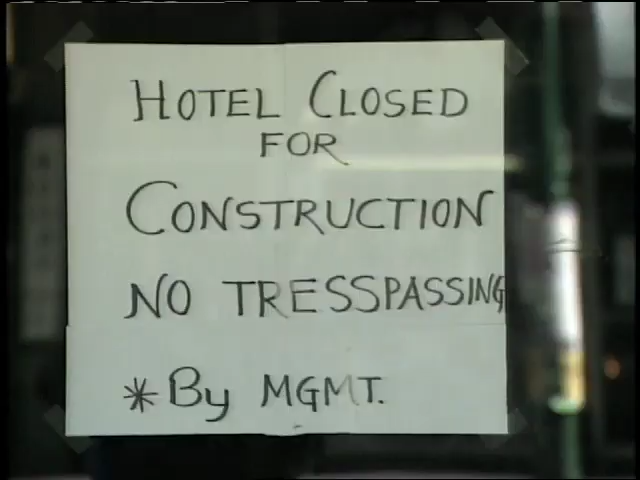 HOTEL CLOSED
FOR
CONSTRUCTION
NO TRESSPASSING
*By MGMT.